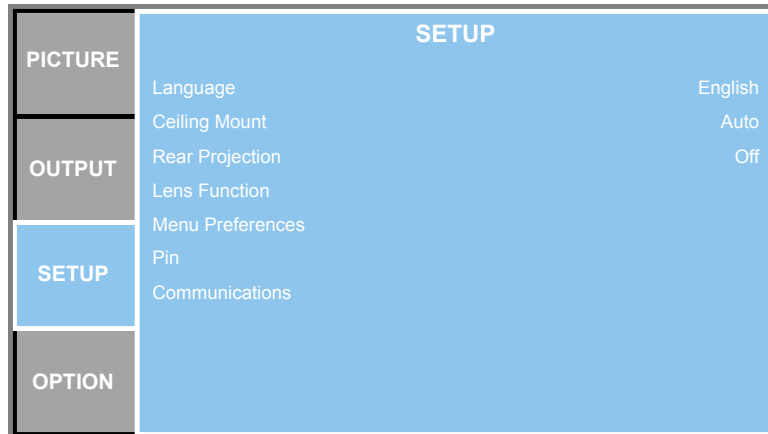 PICTURE
OUTPUT
SETUP
OPTION
SETUP
Language English
Ceiling Mount Auto
Rear Projection Off
Lens Function
Menu Preferences
Pin
Communications